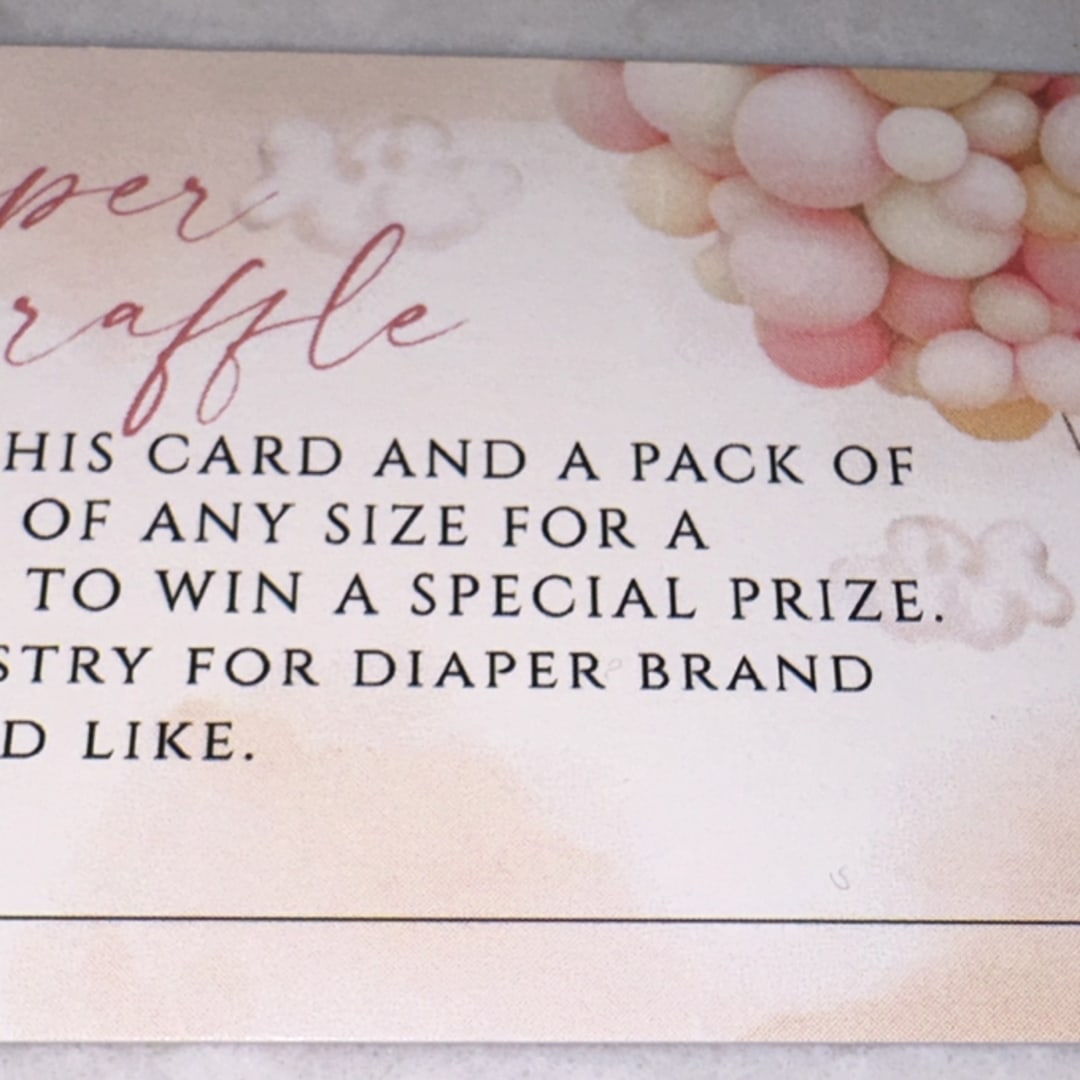 per
raffle
HIS CARD AND A PACK OF
OF ANY SIZE FOR A
TO WIN A SPECIAL PRIZE.
STRY FOR DIAPER BRAND
D LIKE.